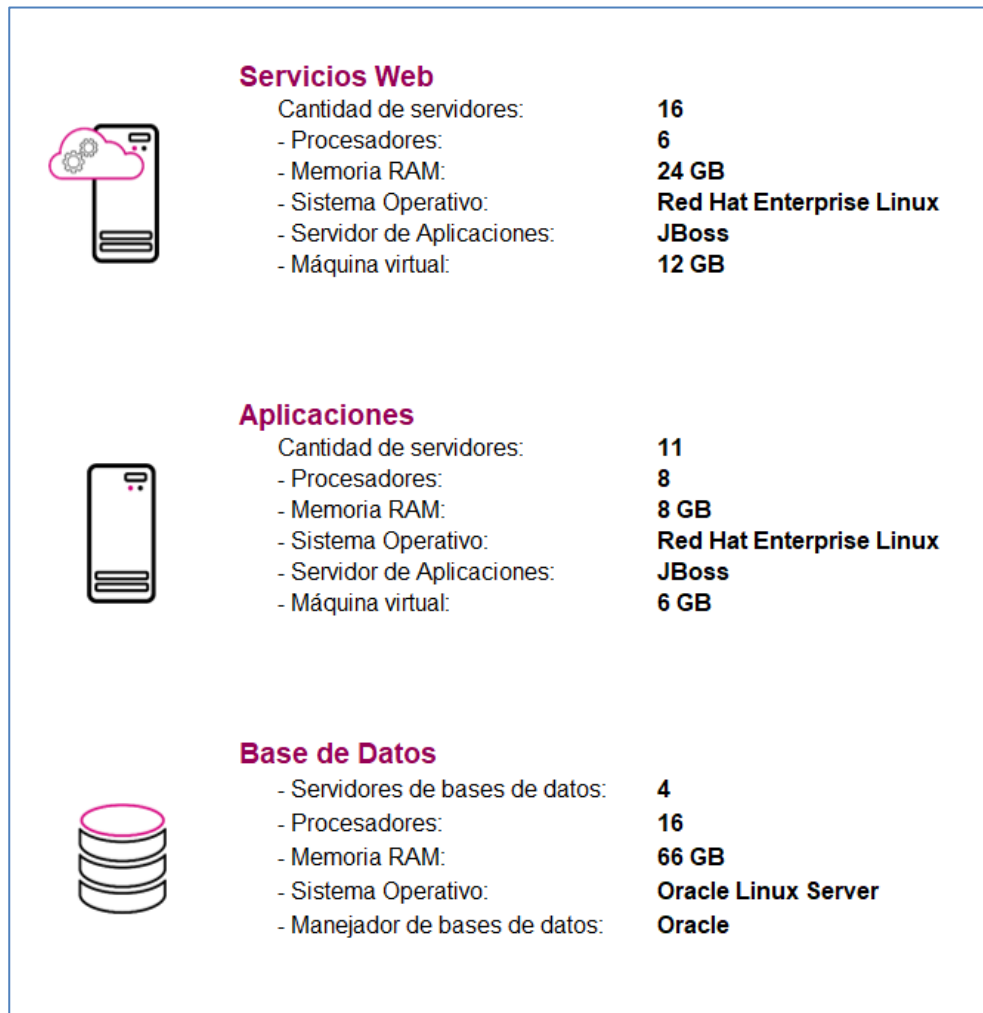 Servicios Web
Cantidad de servidores: 16
- Procesadores: 6
- Memoria RAM: 24 GB
- Sistema Operativo: Red Hat Enterprise Linux
- Servidor de Aplicaciones: JBoss
- Máquina virtual: 12 GB
Aplicaciones
Cantidad de servidores: 11
- Procesadores: 8
- Memoria RAM: 8 GB
- Sistema Operativo: Red Hat Enterprise Linux
- Servidor de Aplicaciones: JBoss
- Máquina virtual: 6 GB
Base de Datos
- Servidores de bases de datos: 4
- Procesadores: 16
- Memoria RAM: 66 GB
- Sistema Operativo: Oracle Linux Server
- Manejador de bases de datos: Oracle